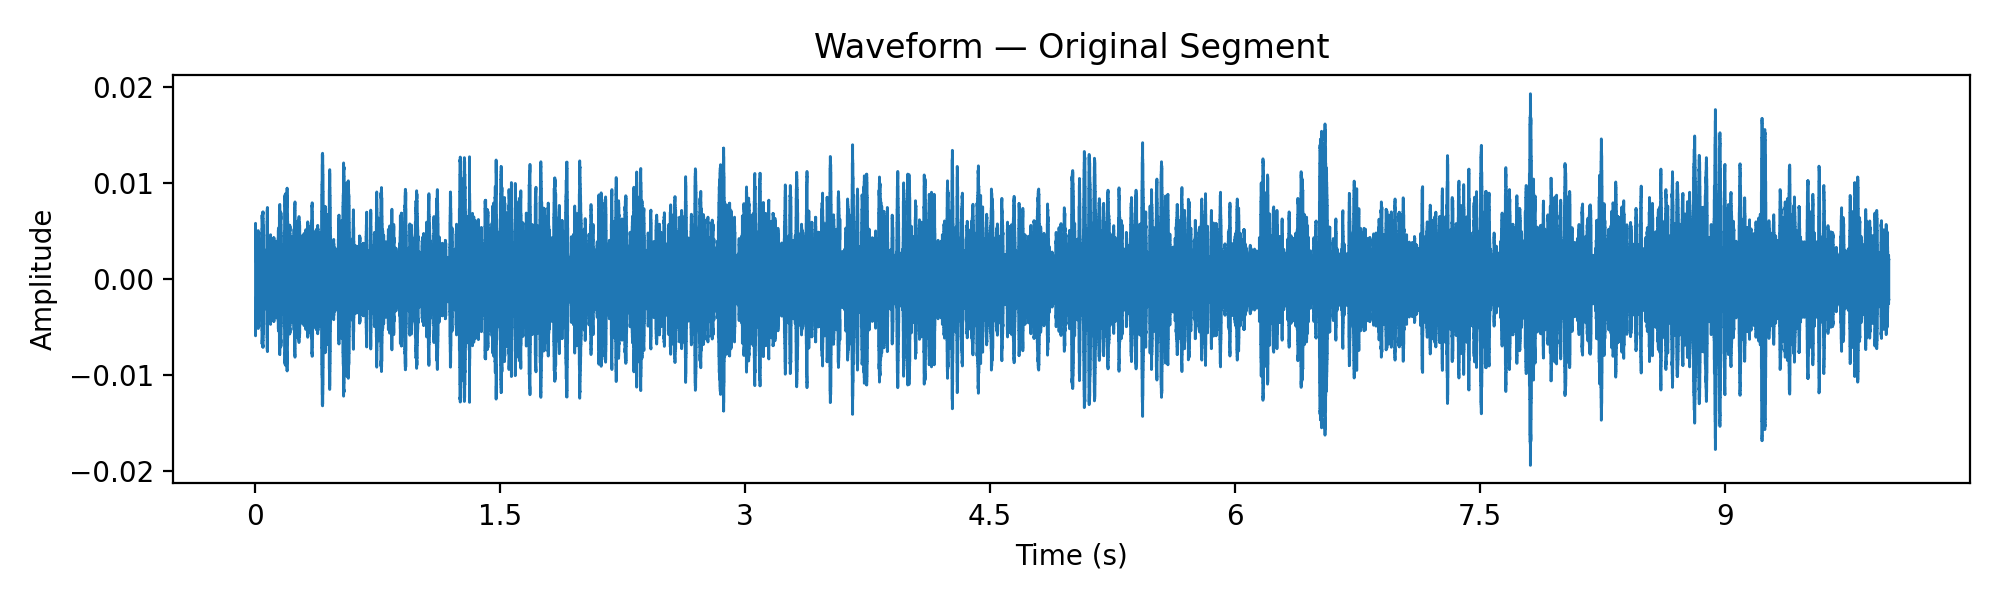 Waveform — Original Segment
0.02
0.01
0.00
−0.01
−0.02
Amplitude
0 1.5 3 4.5 6 7.5 9
Time (s)